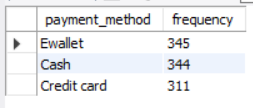 payment_method frequency
Ewallet 345
Cash 344
Credit card 311